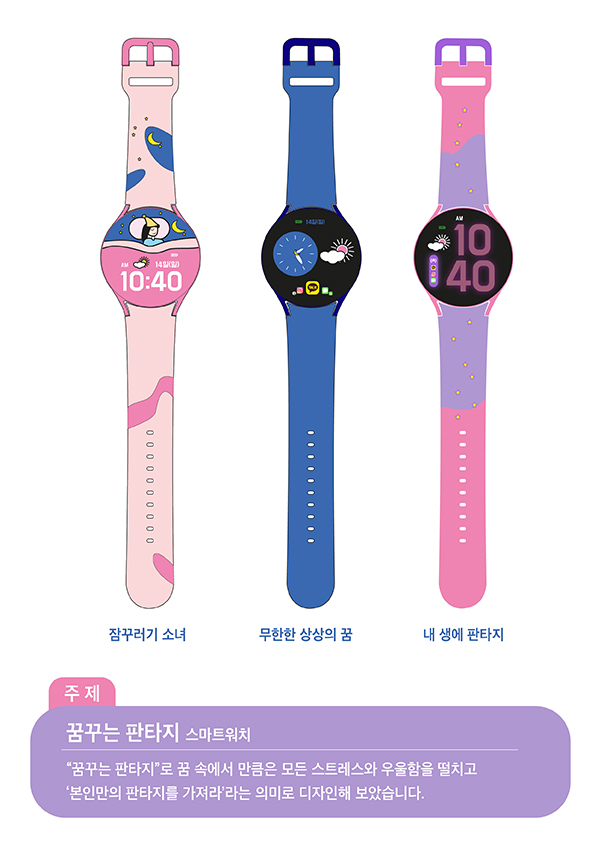 AM 14일(일)
10:40
14일(일)
TALK
AM
10
40
잠꾸러기 소녀
무한한 상상의 꿈
내 생에 판타지
주 제
꿈꾸는 판타지 스마트워치
“꿈꾸는 판타지”로 꿈 속에서 만큼은 모든 스트레스와 우울함을 떨치고
‘본인만의 판타지를 가져라’라는 의미로 디자인해 보았습니다.